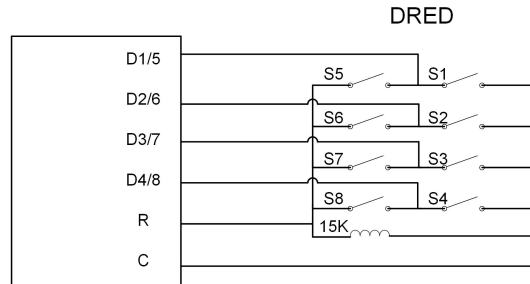 DRED
D1/5
S5 S1
D2/6
S6 S2
D3/7
S7 S3
D4/8
S8 S4
R
15K
C